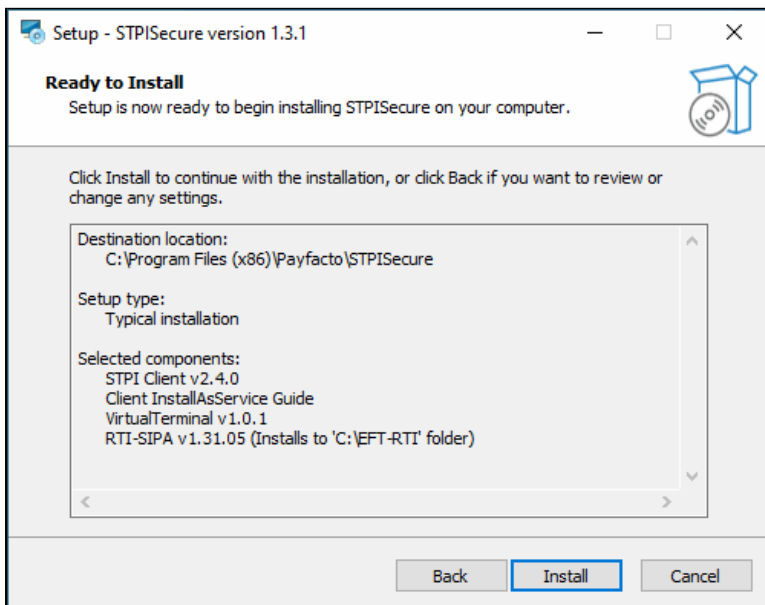 Setup - STPISecure version 1.3.1
Ready to Install
Setup is now ready to begin installing STPISecure on your computer.
Click Install to continue with the installation, or click Back if you want to review or
change any settings.
Destination location:
C:\Program Files (x86)\Payfacto\STPISecure
Setup type:
Typical installation
Selected components:
STPI Client v2.4.0
Client InstallAsService Guide
VirtualTerminal v1.0.1
RTI-SIPA v1.31.05 (Installs to 'C:\EFT-RTI' folder)
Back
Install
Cancel